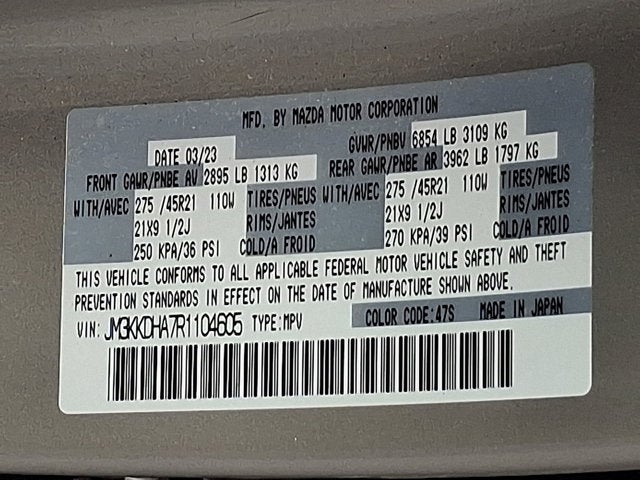 MFD. BY MAZDA MOTOR CORPORATION
DATE 03/23 GVWR/PNBV 6854 LB 3109 KG
FRONT GAWR/PNBE AV 2895 LB 1313 KG REAR GAWR/PNBE AR 3962 LB 1797 KG
WITH/AVEC 275 /45R21 110W TIRES/PNEUS WITH/AVEC 275 /45R21 110W TIRES/PNEUS
21X9 1/2J RIMS/JANTES 21X9 1/2J RIMS/JANTES
250 KPA/36 PSI COLD/A FROID 270 KPA/39 PSI COLD/A FROID
THIS VEHICLE CONFORMS TO ALL APPLICABLE FEDERAL MOTOR VEHICLE SAFETY AND THEFT
PREVENTION STANDARDS IN EFFECT ON THE DATE OF MANUFACTURE SHOWN ABOVE.
VIN: JM3KKDHA7R1104605 TYPE:MPV COLOR CODE:47S MADE IN JAPAN